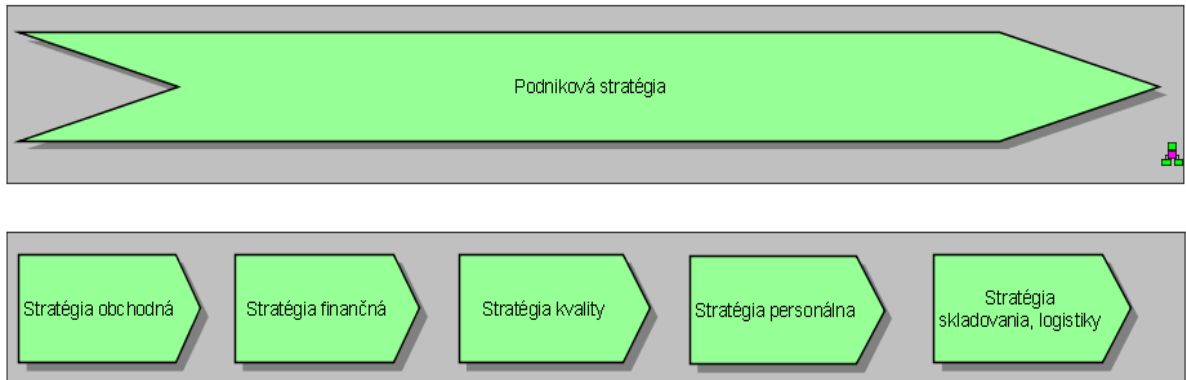 Podniková stratégia
Stratégia obchodná
Stratégia finančná
Stratégia kvality
Stratégia personálna
Stratégia
skladovania, logistiky